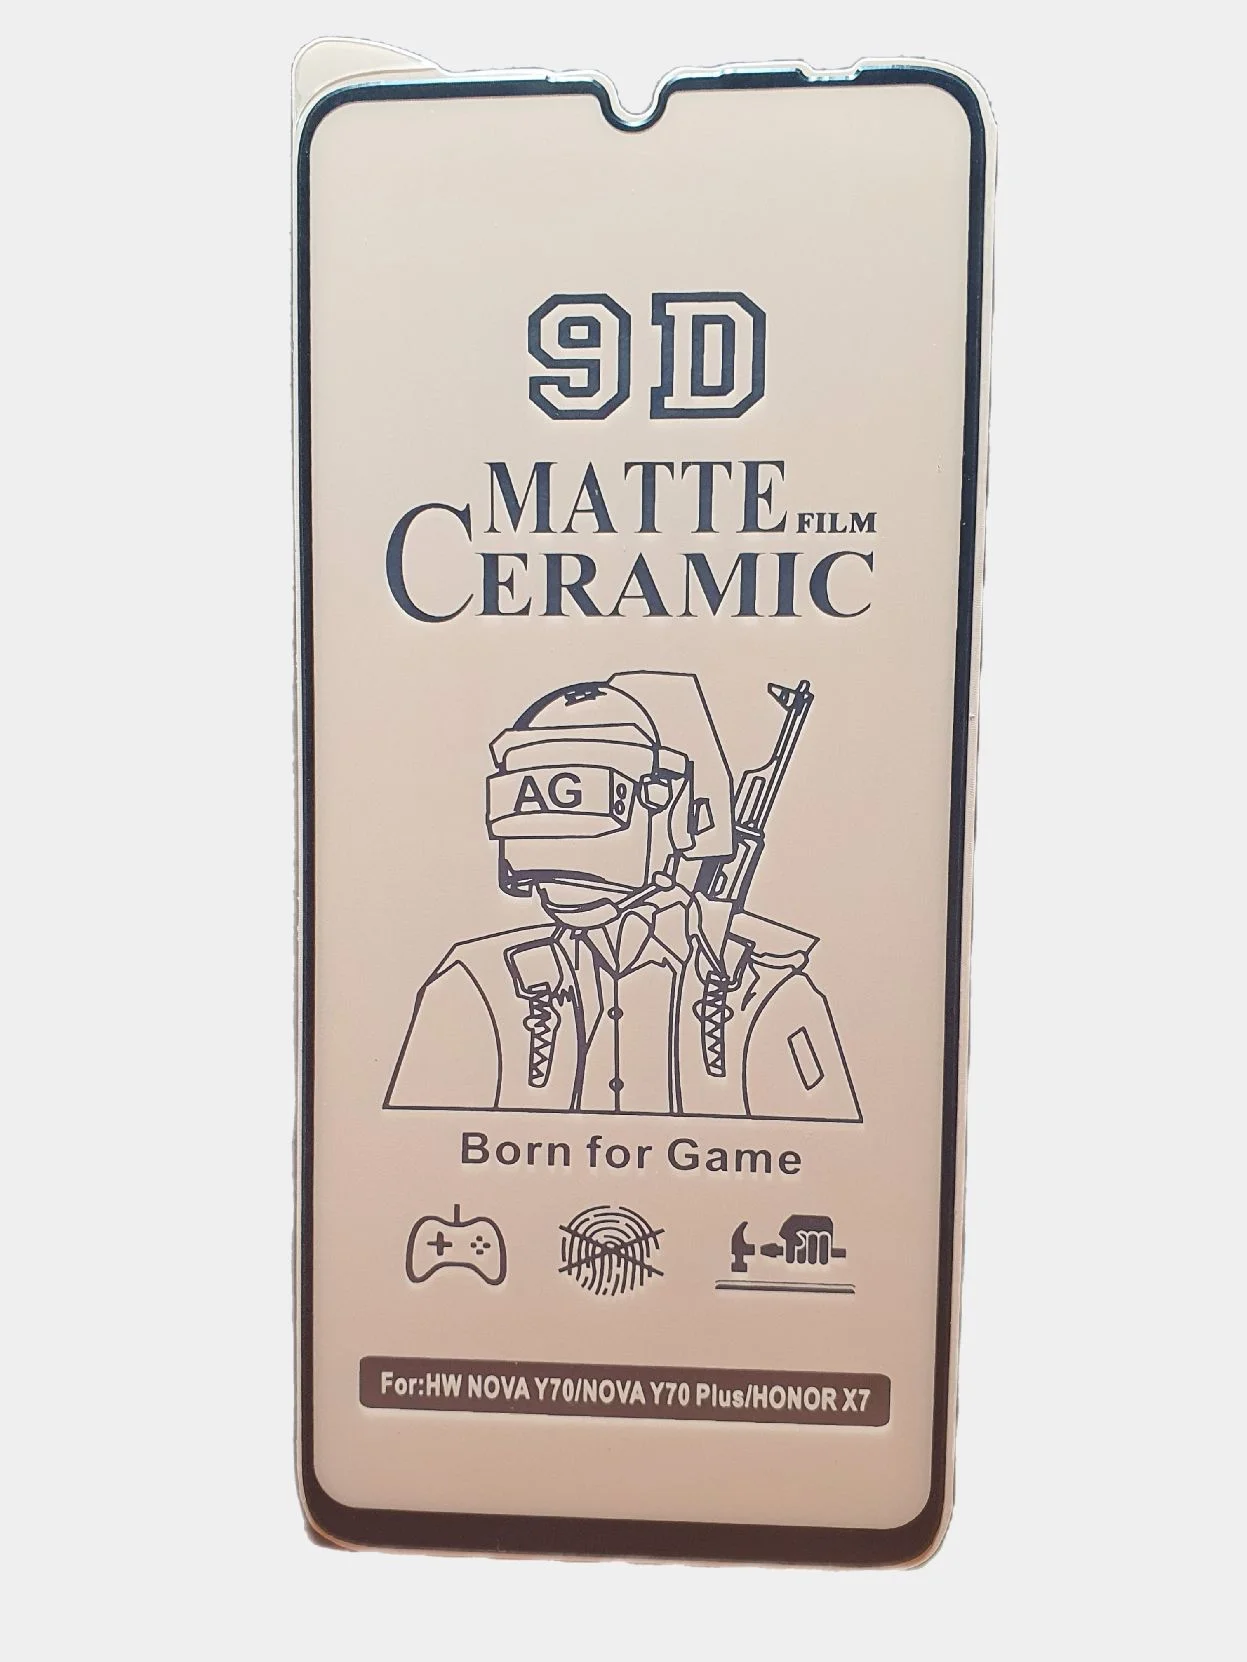 9D
MATTE FILM
CERAMIC
AG
Born for Game
For:HW NOVA Y70/NOVA Y70 Plus/HONOR X7